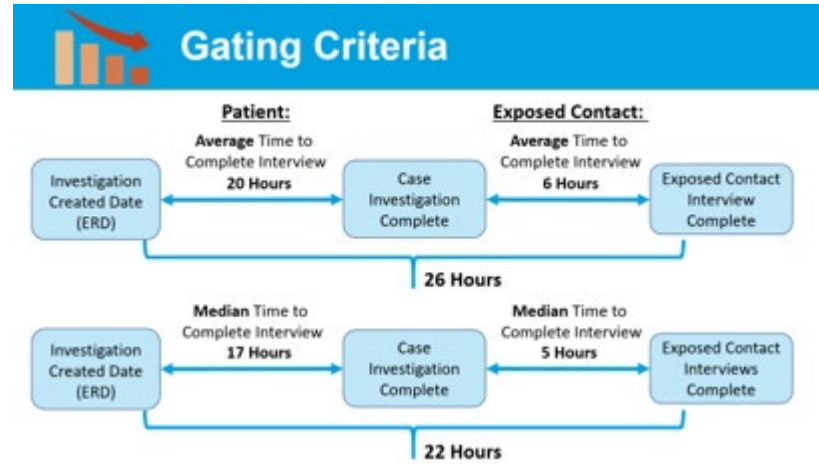 Gating Criteria
Patient:
Exposed Contact:
Average Time to
Complete Interview
20 Hours
Average Time to
Complete Interview
6 Hours
Investigation
Created Date
(ERD)
Case
Investigation
Complete
Exposed Contact
Interview
Complete
26 Hours
Median Time to
Complete Interview
17 Hours
Median Time to
Complete Interview
5 Hours
Investigation
Created Date
(ERD)
Case
Investigation
Complete
Exposed Contact
Interviews
Complete
22 Hours